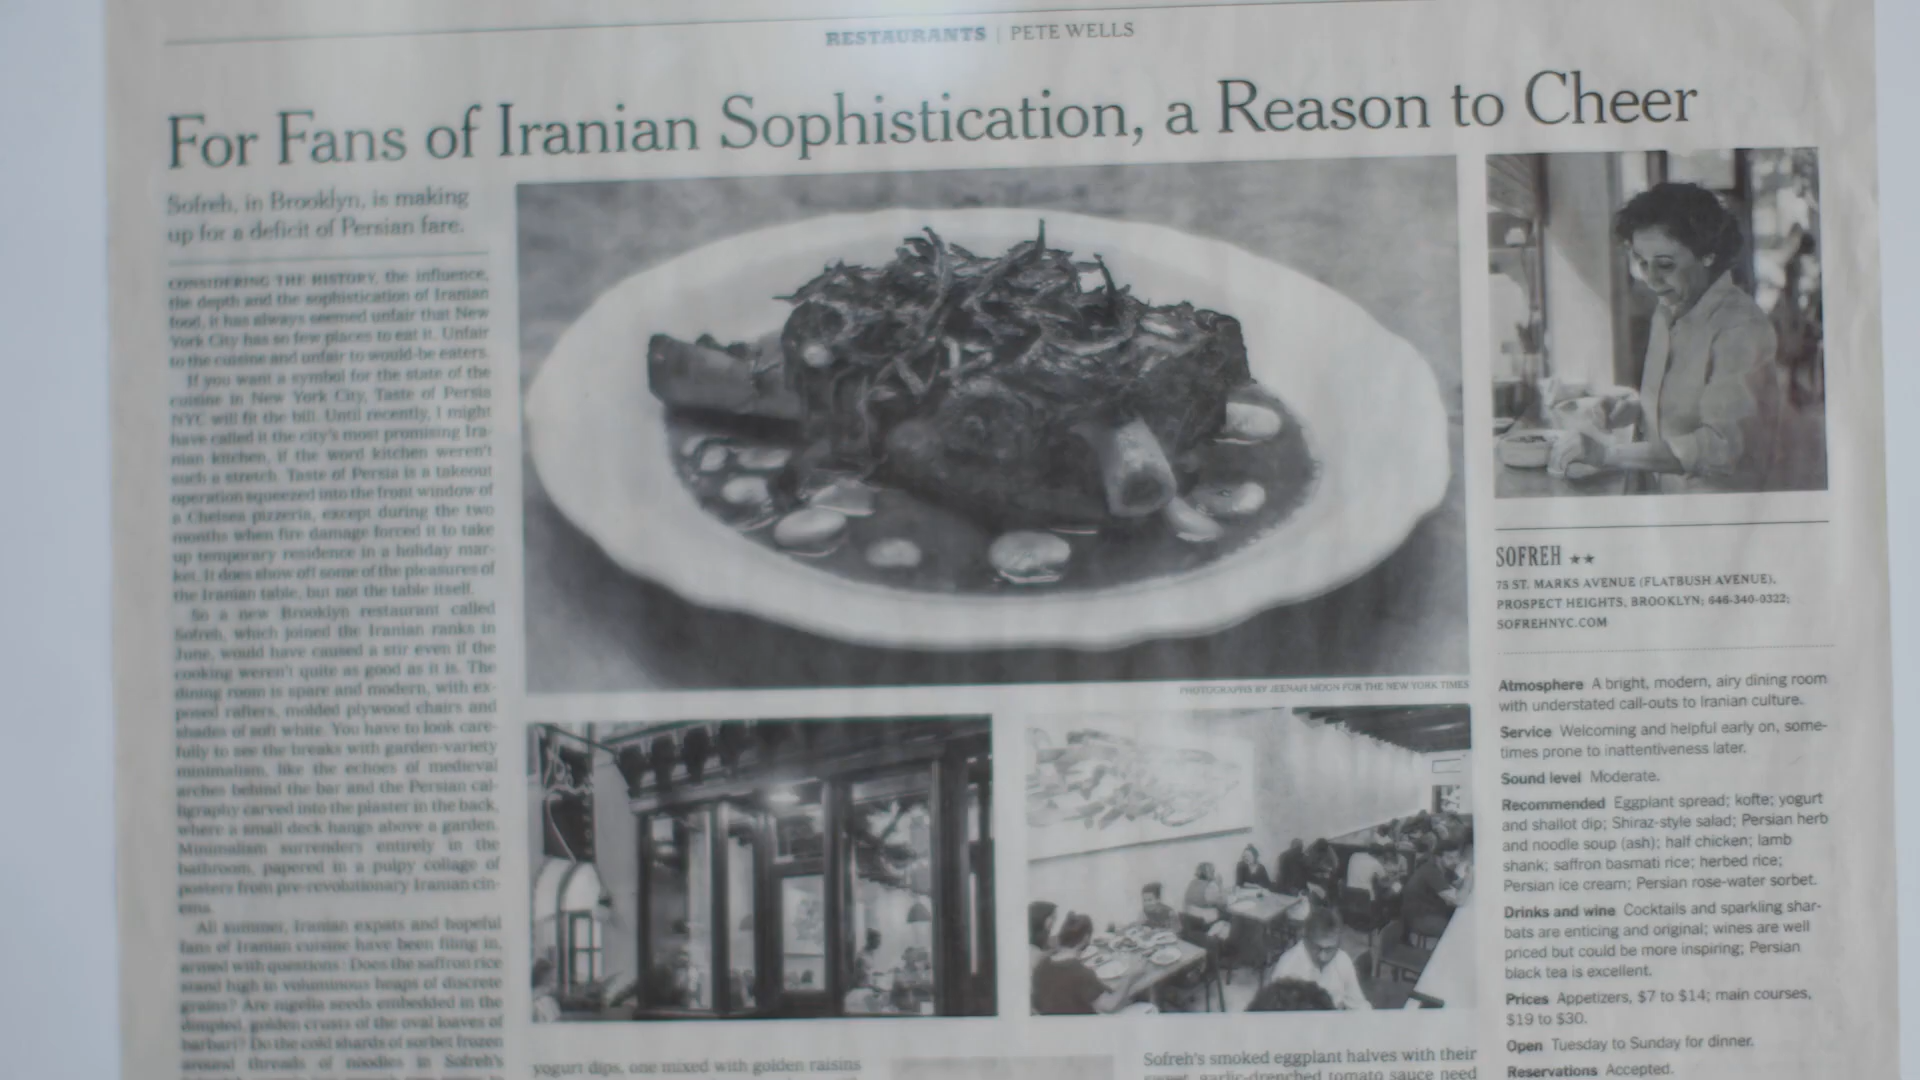 RESTAURANTS | PETE WELLS
For Fans of Iranian Sophistication, a Reason to Cheer
Sofreh, in Brooklyn, is making
up for a deficit of Persian fare.
CONSIDERING THE HISTORY, the influence,
the depth and the sophistication of Iranian
food, it has always seemed unfair that New
York City has so few places to eat it. Unfair
to the cuisine and unfair to would-be eaters.
If you want a symbol for the state of the
cuisine in New York City, Taste of Persia
NYC will fit the bill. Until recently, I might
have called it the city's most promising Ira-
nian kitchen, if the word kitchen weren't
such a stretch. Taste of Persia is a takeout
operation squeezed into the front window of
a Chelsea pizzeria, except during the two
months when fire damage forced it to take
up temporary residence in a holiday mar-
ket. It does show off some of the pleasures of
the Iranian table, but not the table itself.
So a new Brooklyn restaurant called
Sofreh, which joined the Iranian ranks in
June, would have caused a stir even if the
cooking weren't quite as good as it is. The
dining room is spare and modern, with ex-
posed rafters, molded plywood chairs and
shades of soft white. You have to look care-
fully to see the breaks with garden-variety
minimalism, like the echoes of medieval
arches behind the bar and the Persian cal-
ligraphy carved into the plaster in the back,
where a small deck hangs above a garden.
Minimalism surrenders entirely in the
bathroom, papered in a pulpy collage of
posters from pre-revolutionary Iranian cin-
ema.
All summer, Iranian expats and hopeful
fans of Iranian cuisine have been filing in,
armed with questions: Does the saffron rice
stand high in voluminous heaps of discrete
grains? Are nigella seeds embedded in the
dimpled, golden crusts of the oval loaves of
barbari? Do the cold shards of sorbet frozen
around threads of noodles in Sofreh's
PHOTOGRAPHS BY JEENAH MOON FOR THE NEW YORK TIMES
yogurt dips, one mixed with golden raisins
Sofreh's smoked eggplant halves with their
sweet, garlic-drenched tomato sauce need
SOFREH ★★
75 ST. MARKS AVENUE (FLATBUSH AVENUE),
PROSPECT HEIGHTS, BROOKLYN; 646-340-0322;
SOFREHNYC.COM
Atmosphere A bright, modern, airy dining room
with understated call-outs to Iranian culture.
Service Welcoming and helpful early on, some-
times prone to inattentiveness later.
Sound level Moderate.
Recommended Eggplant spread; kofte; yogurt
and shallot dip; Shiraz-style salad; Persian herb
and noodle soup (ash); half chicken; lamb
shank; saffron basmati rice; herbed rice;
Persian ice cream; Persian rose-water sorbet.
Drinks and wine Cocktails and sparkling shar-
bats are enticing and original; wines are well
priced but could be more inspiring; Persian
black tea is excellent.
Prices Appetizers, $7 to $14; main courses,
$19 to $30.
Open Tuesday to Sunday for dinner.
Reservations Accepted.